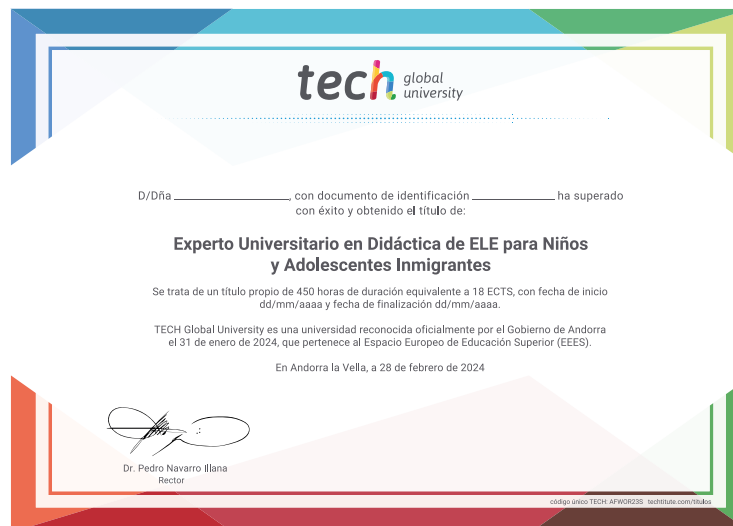 tech global
university
D/Dña ______________, con documento de identificación __________ ha superado
con éxito y obtenido el título de:
Experto Universitario en Didáctica de ELE para Niños
y Adolescentes Inmigrantes
Se trata de un título propio de 450 horas de duración equivalente a 18 ECTS, con fecha de inicio
dd/mm/aaaa y fecha de finalización dd/mm/aaaa.
TECH Global University es una universidad reconocida oficialmente por el Gobierno de Andorra
el 31 de enero de 2024, que pertenece al Espacio Europeo de Educación Superior (EEES).
En Andorra la Vella, a 28 de febrero de 2024
Dr. Pedro Navarro Illana
Rector
código único TECH: AFWOR23S techtitute.com/titulos